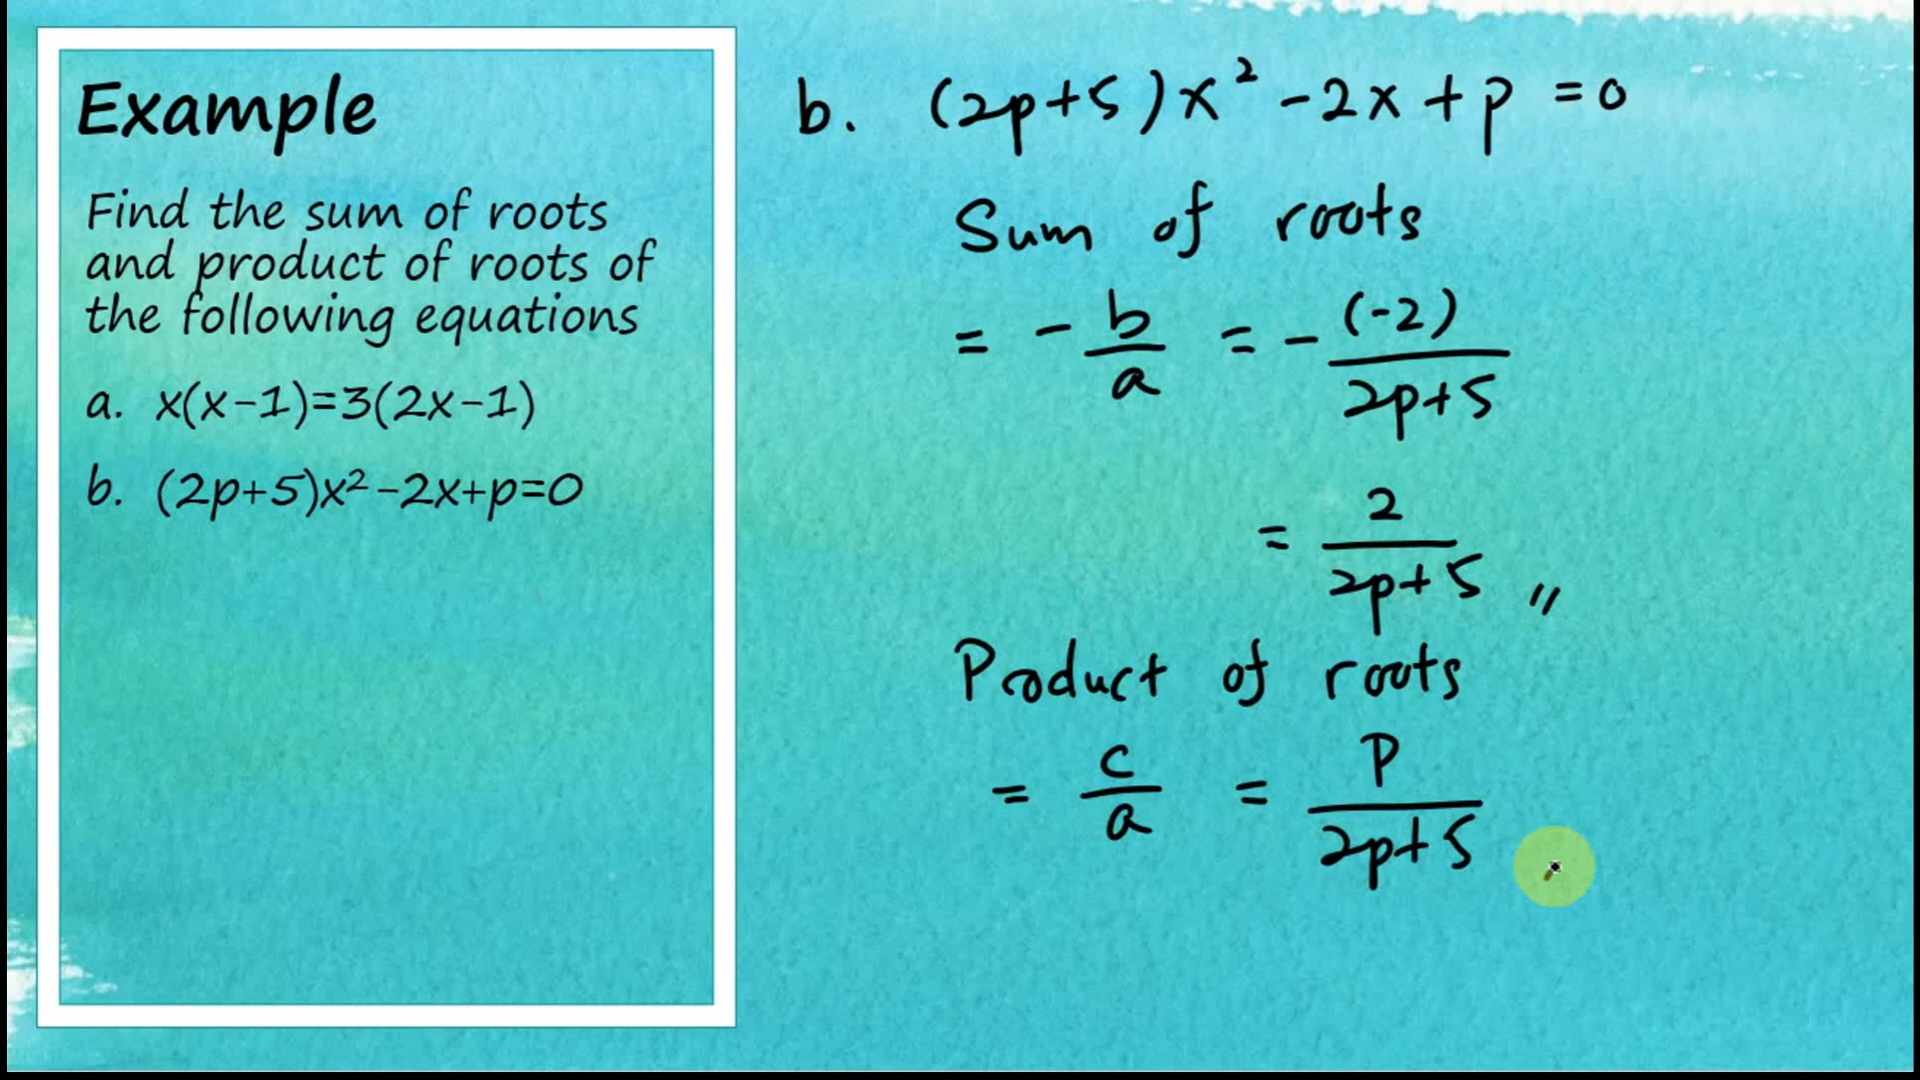 Example
Find the sum of roots
and product of roots of
the following equations
a. x(x-1)=3(2x-1)
b. (2p+5)x²-2x+p=0
b. (2p+5)x² -2x+p =0
Sum of roots
= - b/a = - (-2)/2p+5
= 2/2p+5 〃
Product of roots
= c/a = P/2p+5